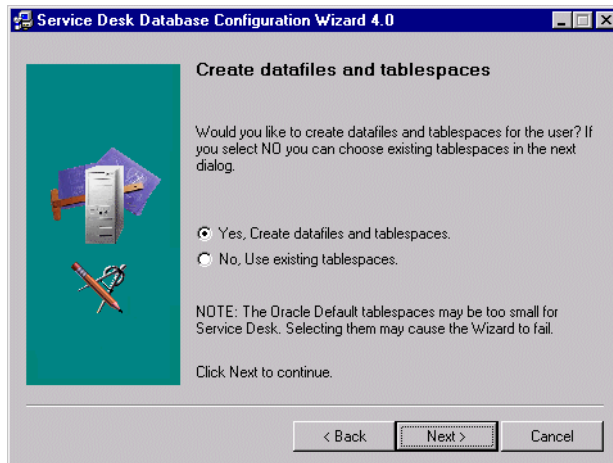 Service Desk Database Configuration Wizard 4.0
Create datafiles and tablespaces
Would you like to create datafiles and tablespaces for the user? If
you select NO you can choose existing tablespaces in the next
dialog.
Yes, Create datafiles and tablespaces.
No, Use existing tablespaces.
NOTE: The Oracle Default tablespaces may be too small for
Service Desk. Selecting them may cause the Wizard to fail.
Click Next to continue.
< Back
Next >
Cancel